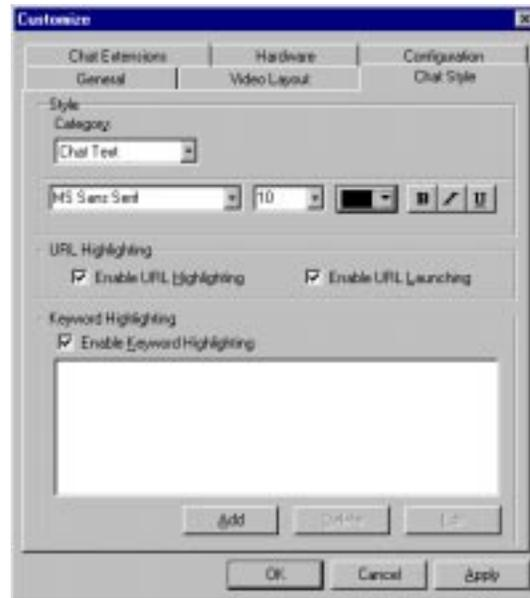 Customize
Chat Extensions Hardware Configuration
General Video Layout Chat Style
Style
Category:
Chat Text
MS Sans Serif 10 B I U
URL Highlighting
Enable URL Highlighting Enable URL Launching
Keyword Highlighting
Enable Keyword Highlighting
Add Delete Edit
OK Cancel Apply